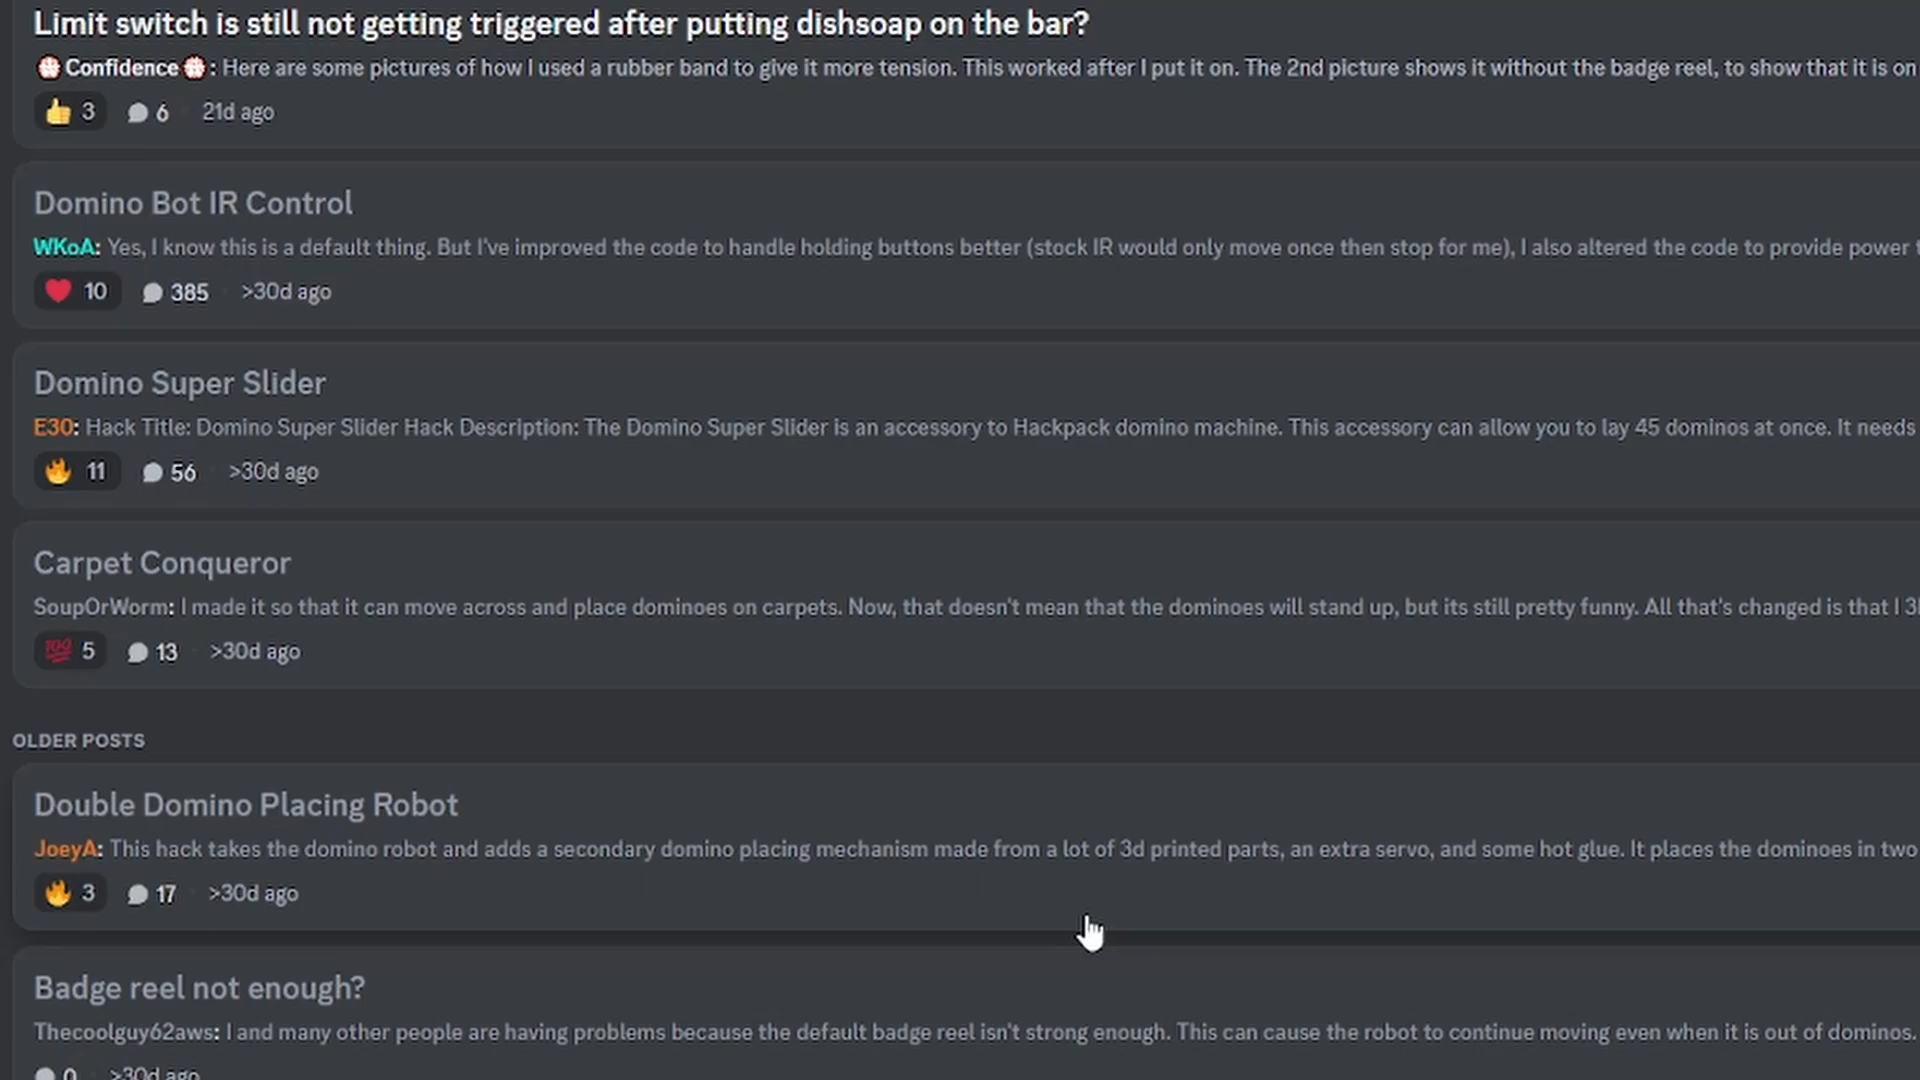 Limit switch is still not getting triggered after putting dishsoap on the bar?
Confidence : Here are some pictures of how I used a rubber band to give it more tension. This worked after I put it on. The 2nd picture shows it without the badge reel, to show that it is on
3 6 21d ago
Domino Bot IR Control
WKoA: Yes, I know this is a default thing. But I've improved the code to handle holding buttons better (stock IR would only move once then stop for me), I also altered the code to provide power
10 385 >30d ago
Domino Super Slider
E30: Hack Title: Domino Super Slider Hack Description: The Domino Super Slider is an accessory to Hackpack domino machine. This accessory can allow you to lay 45 dominos at once. It needs
11 56 >30d ago
Carpet Conqueror
SoupOrWorm: I made it so that it can move across and place dominoes on carpets. Now, that doesn't mean that the dominoes will stand up, but its still pretty funny. All that's changed is that I
100 5 13 >30d ago
OLDER POSTS
Double Domino Placing Robot
JoeyA: This hack takes the domino robot and adds a secondary domino placing mechanism made from a lot of 3d printed parts, an extra servo, and some hot glue. It places the dominoes in two
3 17 >30d ago
Badge reel not enough?
Thecoolguy62aws: I and many other people are having problems because the default badge reel isn't strong enough. This can cause the robot to continue moving even when it is out of dominos.
0 >30d ago